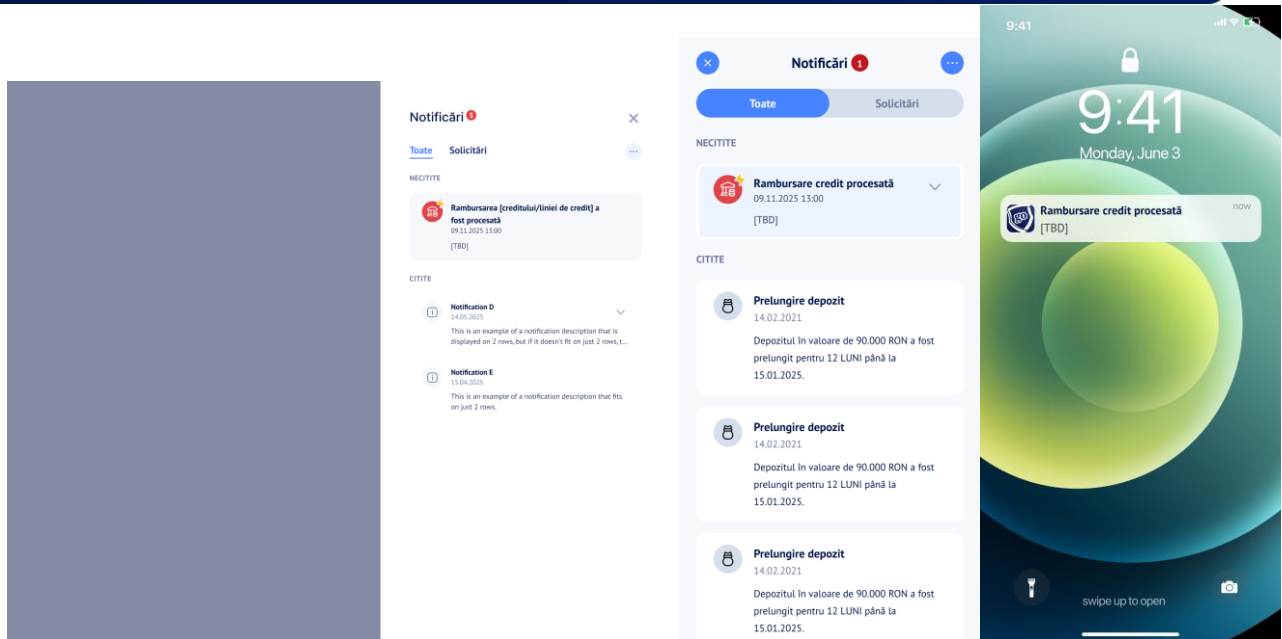 Notificări 3
Toate Solicitări
NECITITE
Rambursarea [creditului/liniei de credit] a
fost procesată
09.11.2025 13:00
[TBD]
CITITE
Notification D
14.05.2025
This is an example of a notification description that is
displayed on 2 rows, but if it doesn't fit on just 2 rows, t...
Notification E
15.04.2025
This is an example of a notification description that fits
on just 2 rows.
Notificări 1
Toate Solicitări
NECITITE
Rambursare credit procesată
09.11.2025 13:00
[TBD]
CITITE
Prelungire depozit
14.02.2021
Depozitul în valoare de 90.000 RON a fost
prelungit pentru 12 LUNI până la
15.01.2025.
Prelungire depozit
14.02.2021
Depozitul în valoare de 90.000 RON a fost
prelungit pentru 12 LUNI până la
15.01.2025.
Prelungire depozit
14.02.2021
Depozitul în valoare de 90.000 RON a fost
prelungit pentru 12 LUNI până la
15.01.2025.
9:41
9:41
Monday, June 3
go
Rambursare credit procesată now
[TBD]
swipe up to open